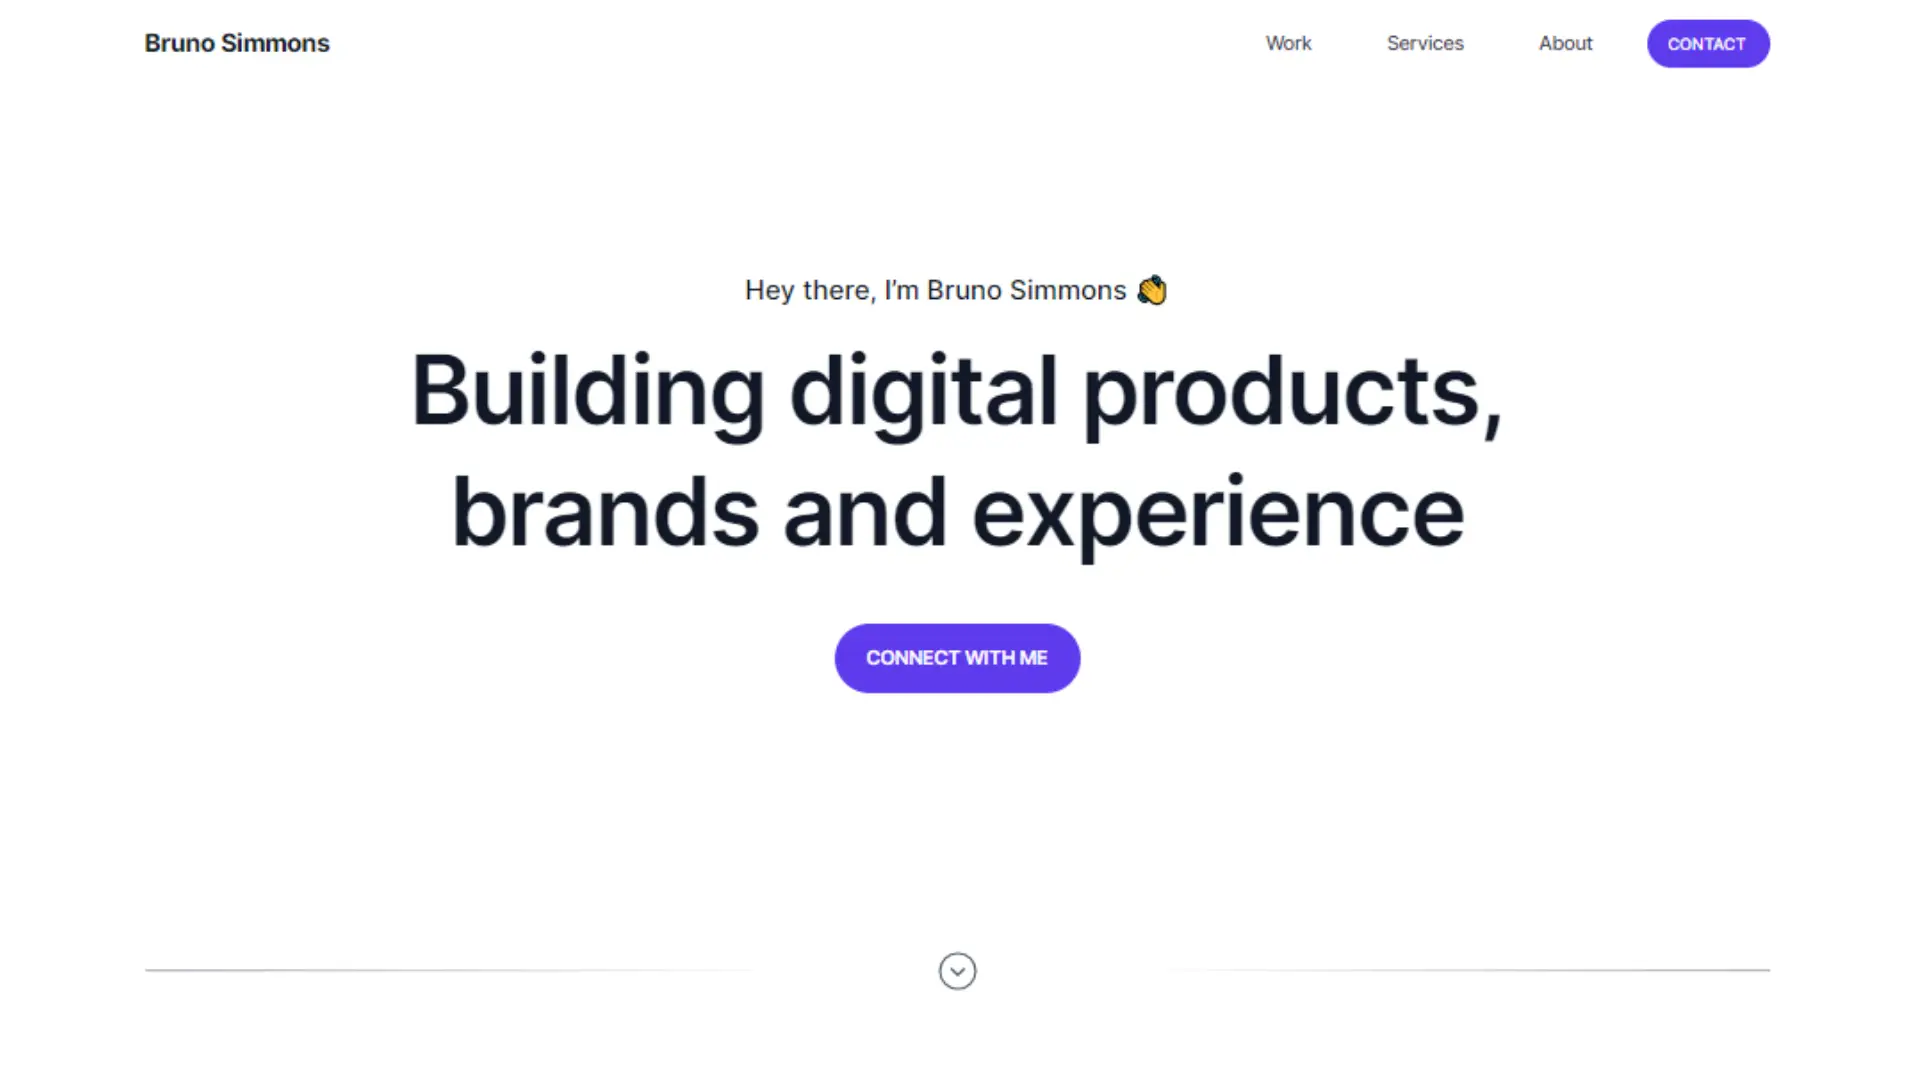 Bruno Simmons
Work
Services
About
CONTACT
Hey there, I’m Bruno Simmons 👏
Building digital products,
brands and experience
CONNECT WITH ME